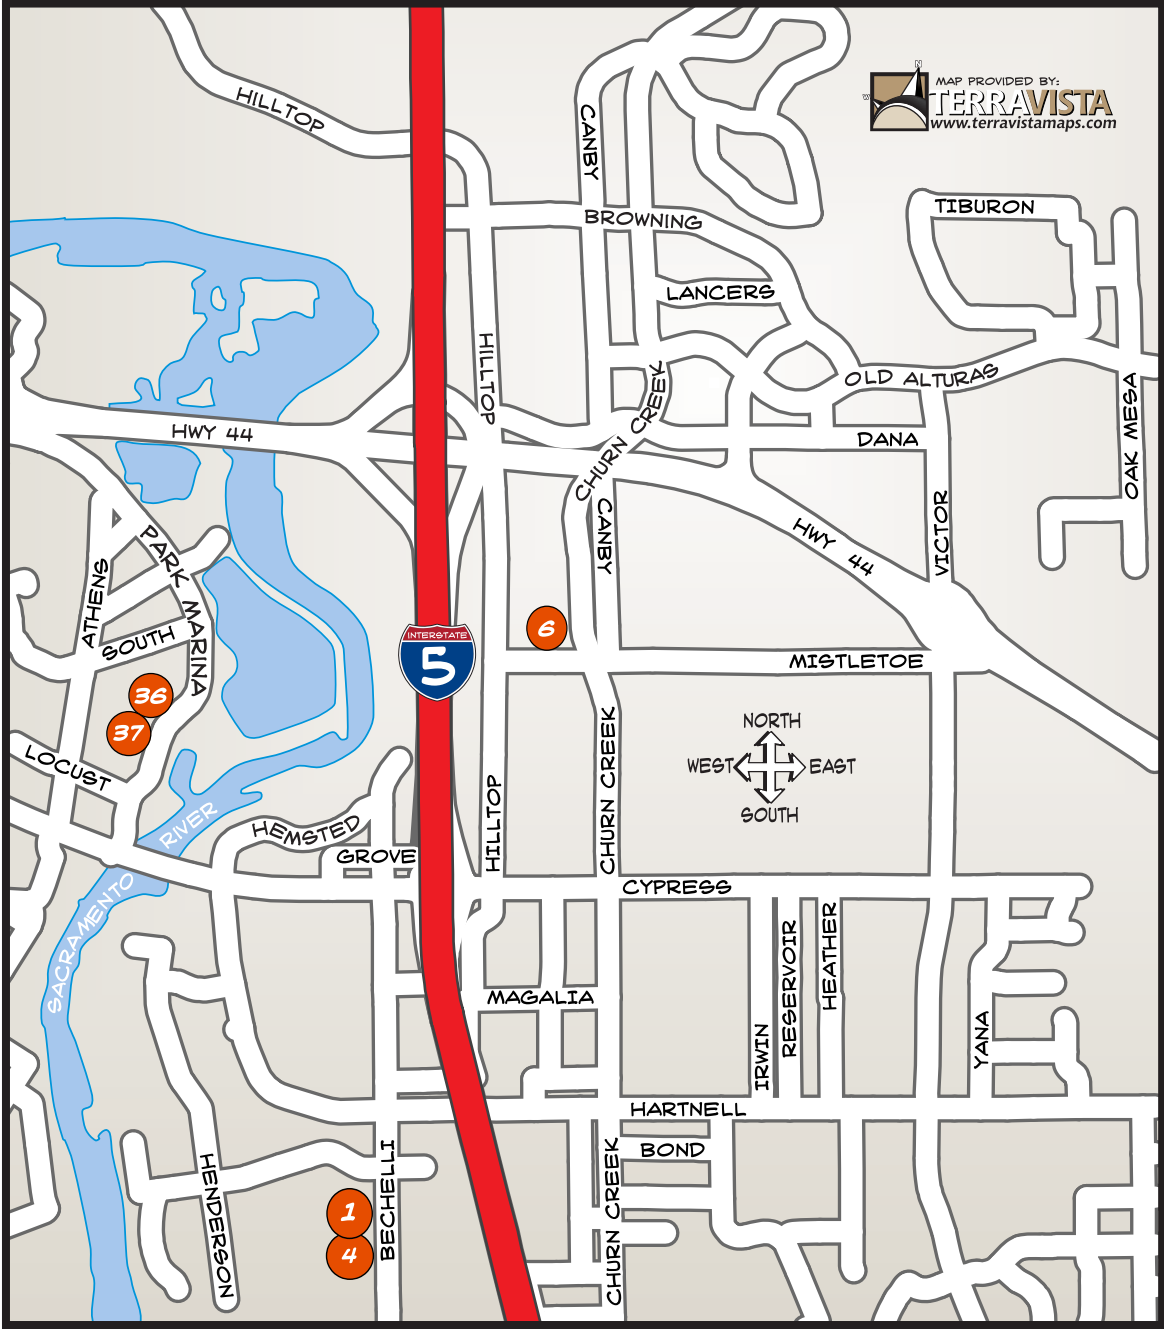 N
W
MAP PROVIDED BY:
TERRAVISTA
www.terravistamaps.com
HILLTOP
CANBY
BROWNING
TIBURON
LANCERS
HILLTOP
OLD ALTURAS
CHURN CREEK
OAK MESA
HWY 44
DANA
CANBY
VICTOR
HWY 44
PARK MARINA
ATHENS
SOUTH
6
INTERSTATE
5
MISTLETOE
36
37
NORTH
WEST
EAST
SOUTH
LOCUST
HILLTOP
CHURN CREEK
RIVER
HEMSTED
GROVE
CYPRESS
SACRAMENTO
MAGALIA
IRWIN
RESERVOIR
HEATHER
YANA
HARTNELL
BOND
HENDERSON
BECHELLI
CHURN CREEK
1
4